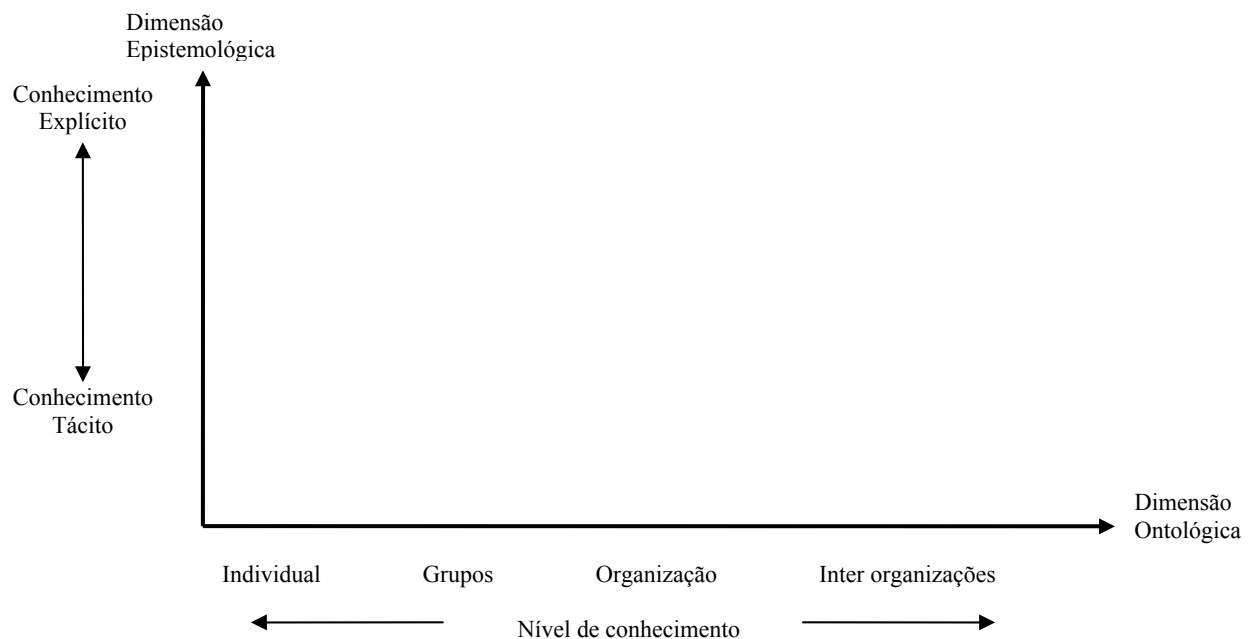 Dimensão
Epistemológica
Conhecimento
Explícito
Conhecimento
Tácito
Dimensão
Ontológica
Individual Grupos Organização Inter organizações
Nível de conhecimento